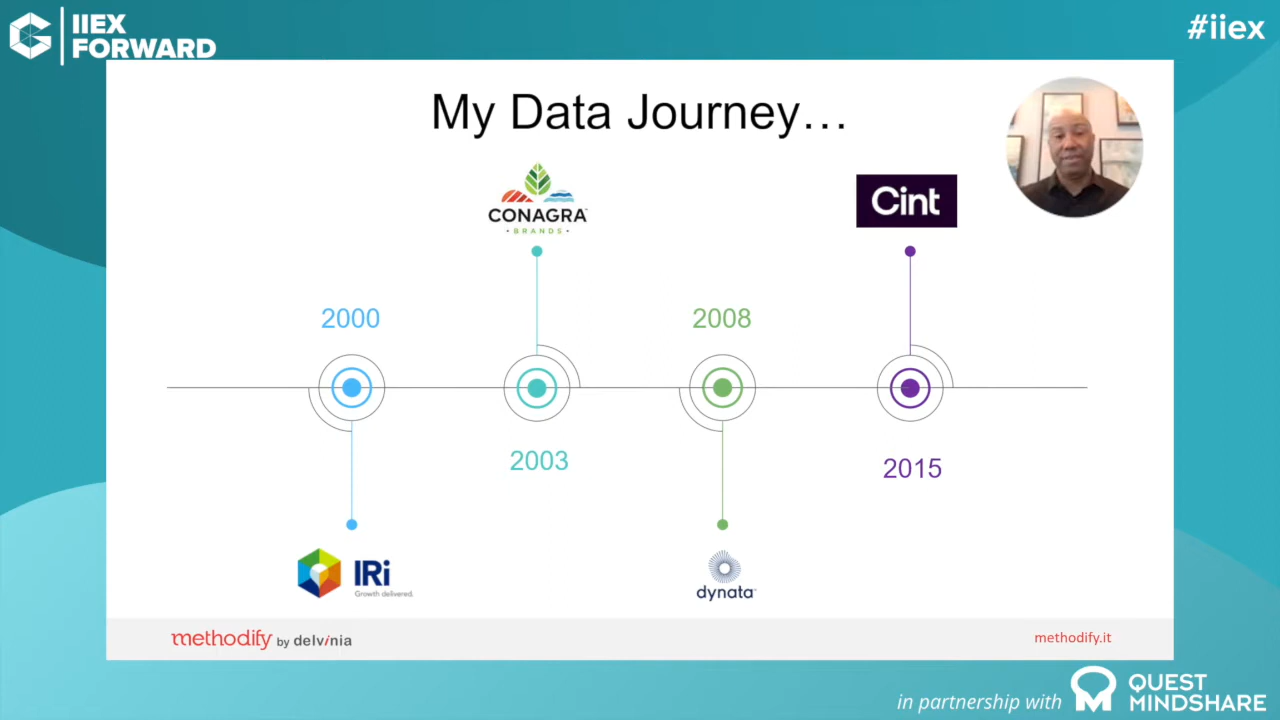 IIEX
FORWARD
#iiex
My Data Journey...
CONAGRA
· BRANDS ·
Cint
2000
2008
2003
2015
IRi
Growth delivered.
dynata
methodify by delvinia
methodify.it
in partnership with
QUEST
MINDSHARE